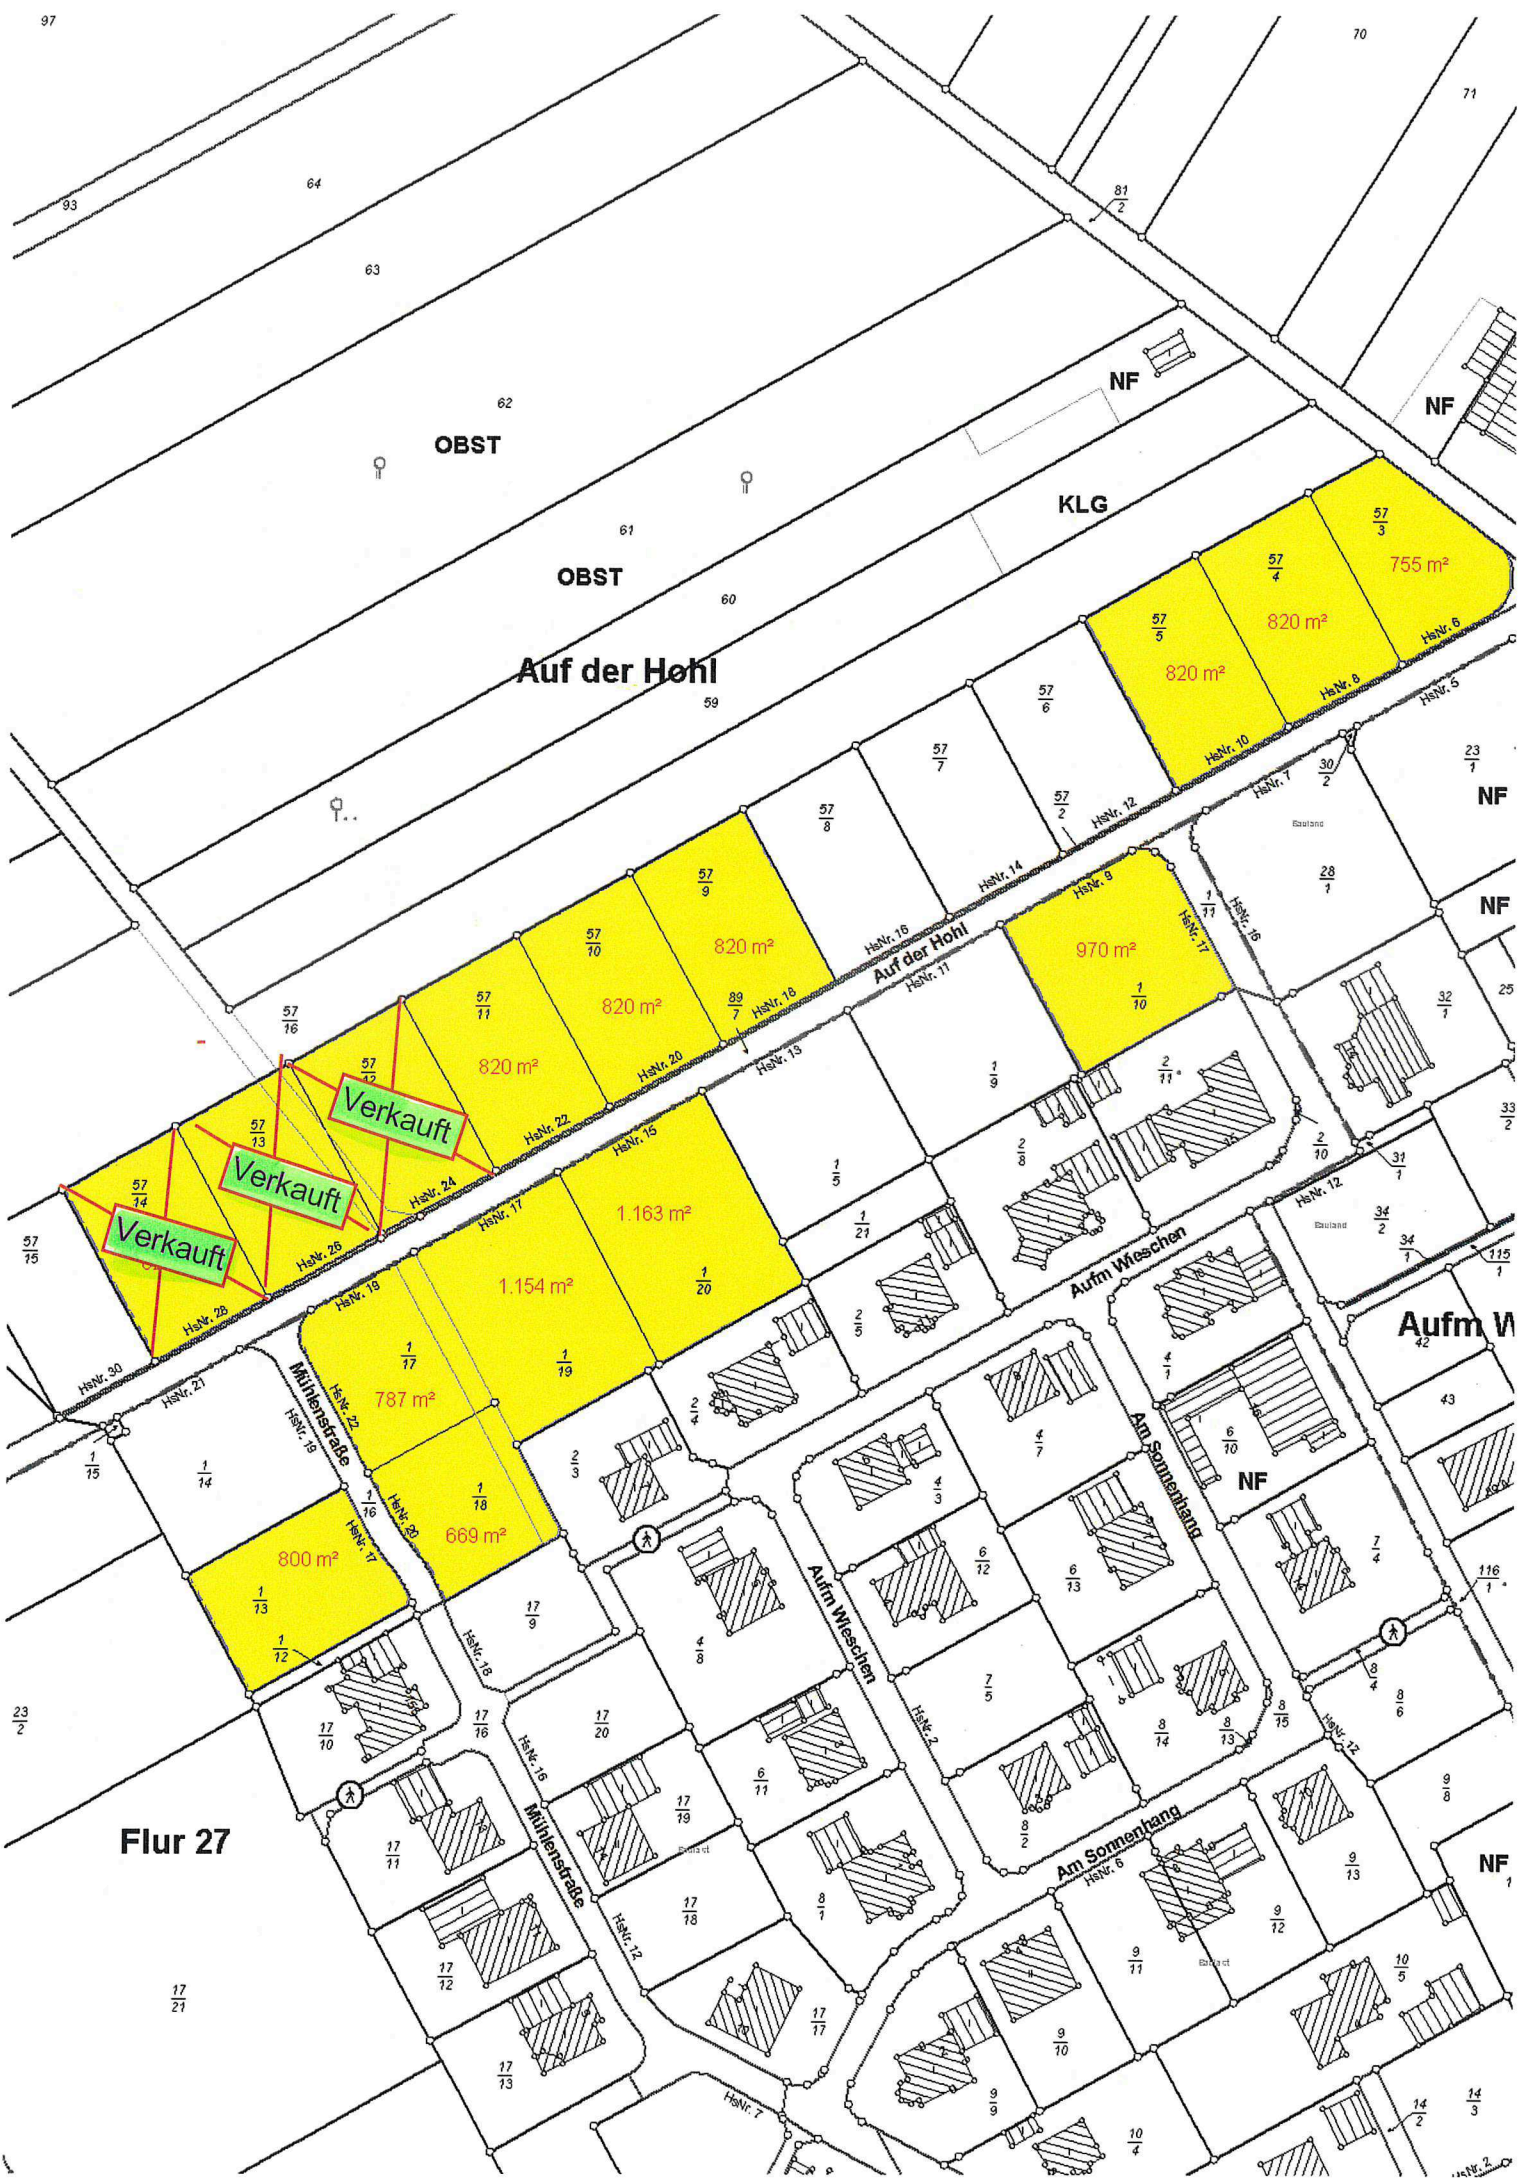 97
70
71
64
93
81
2
63
NF
62
NF
OBST
61
KLG
57
3
OBST
57
4
755 m²
60
57
5
820 m²
HsNr. 6
Auf der Hohl
820 m²
HsNr. 8
HsNr. 5
59
57
6
HsNr. 10
57
7
HsNr. 7
30
2
23
1
NF
57
8
57
2
HsNr. 12
Bauland
57
9
HsNr. 14
HsNr. 9
28
1
1
11
HsNr. 16
NF
57
10
820 m²
HsNr. 16
Auf der Hohl
970 m²
HsNr. 17
57
11
820 m²
89
7
HsNr. 18
HsNr. 11
1
10
32
1
25
57
16
820 m²
HsNr. 20
HsNr. 13
57
12
1
9
2
11
Verkauft
HsNr. 22
HsNr. 15
33
2
57
13
2
8
2
10
Verkauft
HsNr. 24
1
5
31
1
57
14
HsNr. 17
1.163 m²
HsNr. 12
Verkauft
HsNr. 26
1
21
Bauland
34
2
57
15
1.154 m²
1
20
Aufm Wieschen
34
1
115
1
HsNr. 28
HsNr. 19
2
5
Aufm W
42
HsNr. 30
HsNr. 21
1
17
1
19
4
1
787 m²
HsNr. 22
Mühlenstraße
HsNr. 19
2
4
43
1
15
1
14
2
3
4
7
Am Sonnenhang
6
10
NF
1
16
1
18
HsNr. 20
669 m²
4
3
800 m²
HsNr. 17
6
12
6
13
7
4
1
13
Aufm Wieschen
116
1
1
12
17
9
HsNr. 18
4
8
8
4
23
2
17
10
17
16
17
20
7
5
HsNr. 2
8
14
8
13
8
15
8
6
HsNr. 12
HsNr. 16
6
11
9
8
Flur 27
17
11
Mühlenstraße
17
19
8
2
Am Sonnenhang
HsNr. 6
9
13
NF
1
17
18
8
1
9
12
HsNr. 12
17
12
9
11
10
5
17
21
17
17
9
10
17
13
HsNr. 7
9
9
10
4
14
2
14
3
HsNr. 2